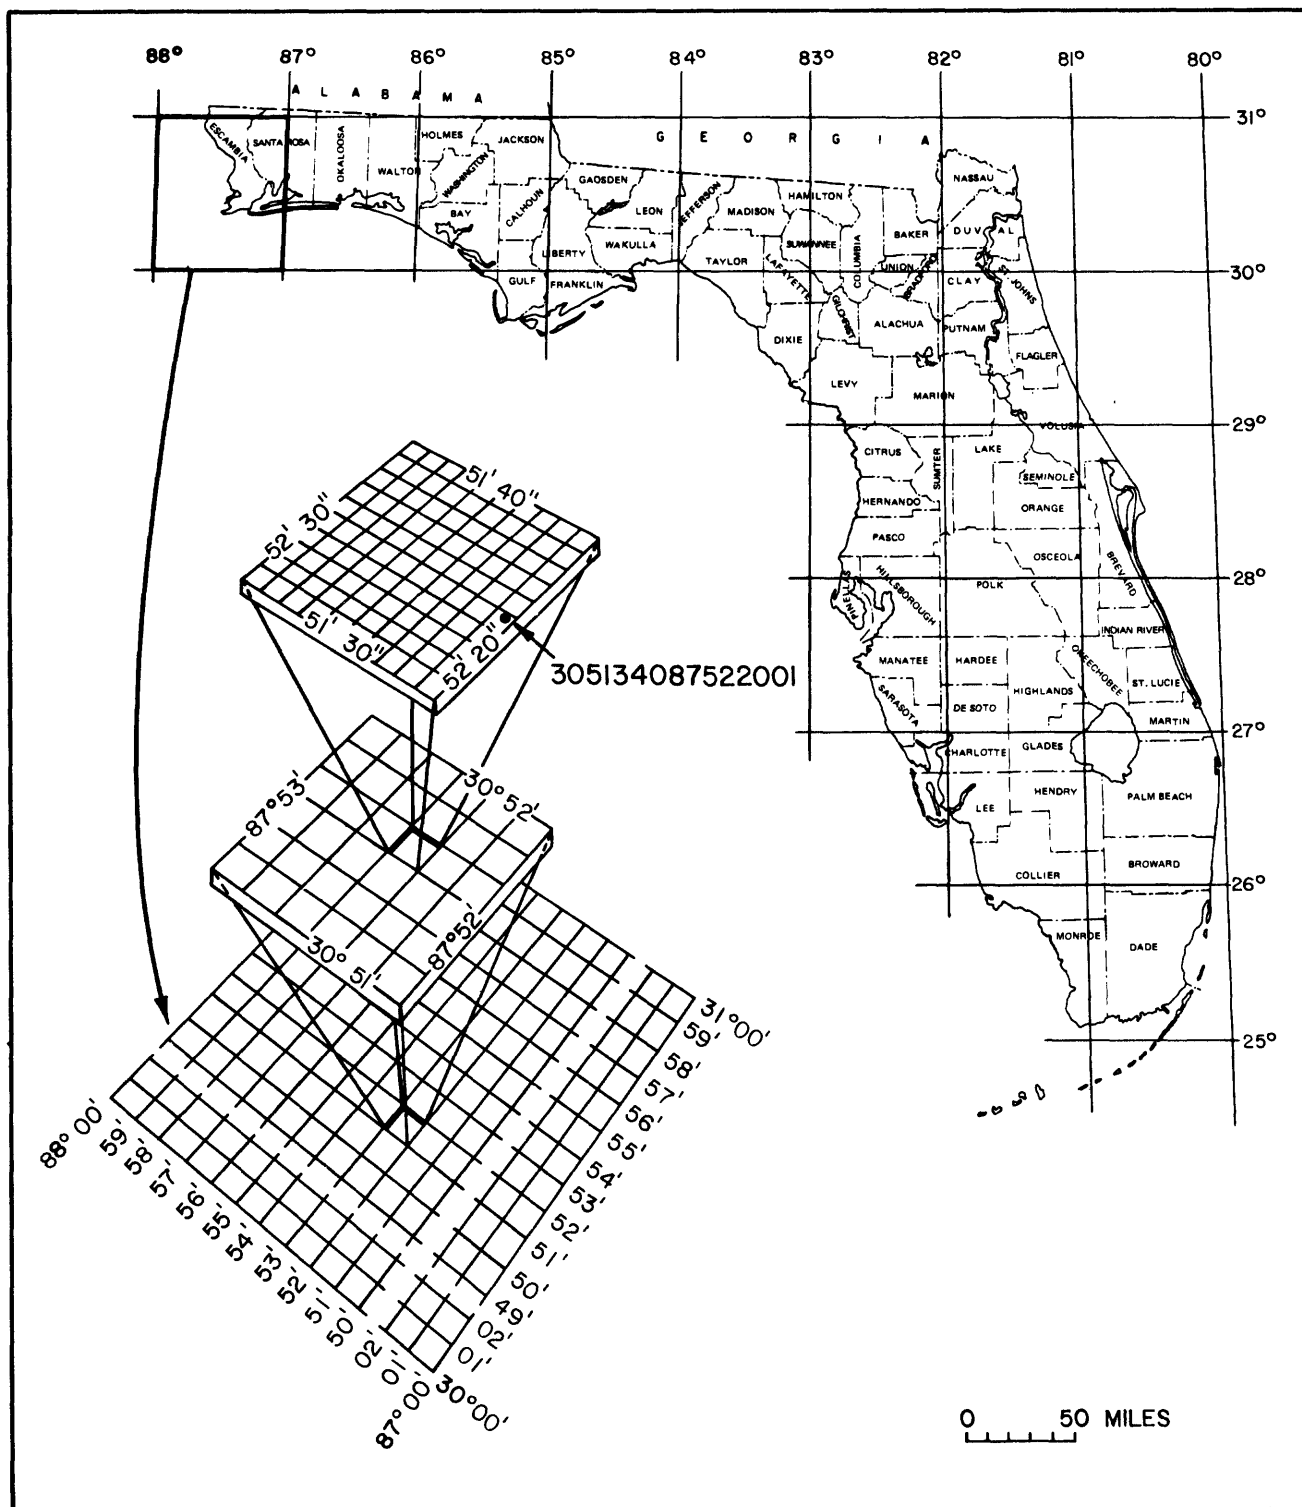 88° 87° 86° 85° 84° 83° 82° 81° 80°
A L A B A M A
G E O R G I A
31°
30°
29°
28°
27°
26°
25°
ESCAMBIA
SANTA ROSA
OKALOOSA
WALTON
HOLMES
WASHINGTON
JACKSON
BAY
CALHOUN
GULF
LIBERTY
FRANKLIN
GADSDEN
LEON
WAKULLA
JEFFERSON
MADISON
TAYLOR
HAMILTON
SUWANNEE
LAFAYETTE
COLUMBIA
DIXIE
GILCHRIST
BAKER
UNION
BRADFORD
ALACHUA
LEVY
NASSAU
DUVAL
CLAY
ST. JOHNS
PUTNAM
FLAGLER
MARION
VOLUSIA
CITRUS
SUMTER
LAKE
HERNANDO
SEMINOLE
ORANGE
PASCO
OSCEOLA
BREVARD
PINELLAS
HILLSBOROUGH
POLK
INDIAN RIVER
MANATEE
HARDEE
OKEECHOBEE
ST. LUCIE
SARASOTA
DE SOTO
HIGHLANDS
MARTIN
CHARLOTTE
GLADES
LEE
HENDRY
PALM BEACH
COLLIER
BROWARD
MONROE
DADE
51' 40"
52' 30"
51' 30"
52' 20"
305134087522001
87°53'
30°52'
30°51'
87°52'
31°00'
59'
58'
57'
56'
55'
54'
53'
52'
51'
50'
49'
02'
01'
30°00'
88° 00'
59'
58'
57'
56'
55'
54'
53'
52'
51'
50'
02'
01'
87° 00'
0 50 MILES